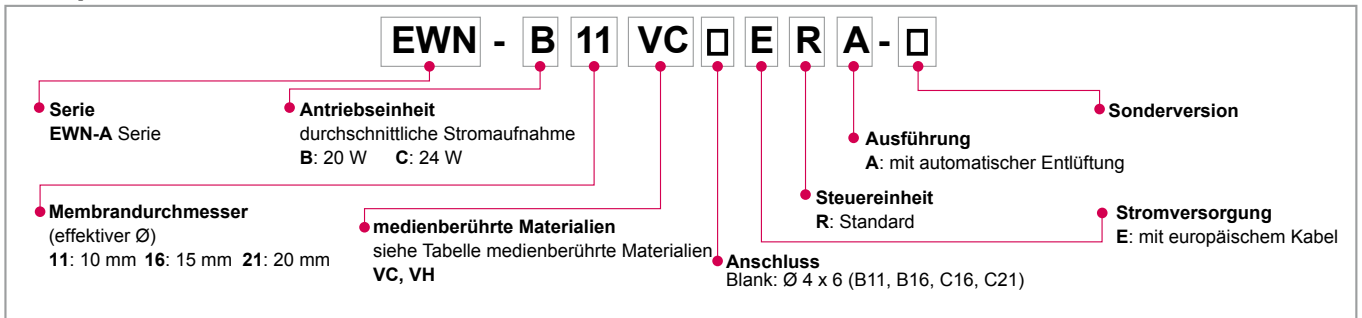 EWN - B 11 VC □ E R A - □
Serie
EWN-A Serie
Antriebseinheit
durchschnittliche Stromaufnahme
B: 20 W C: 24 W
Sonderversion
Ausführung
A: mit automatischer Entlüftung
Steuereinheit
R: Standard
Membrandurchmesser
(effektiver Ø)
11: 10 mm 16: 15 mm 21: 20 mm
medienberührte Materialien
siehe Tabelle medienberührte Materialien
VC, VH
Stromversorgung
E: mit europäischem Kabel
Anschluss
Blank: Ø 4 x 6 (B11, B16, C16, C21)